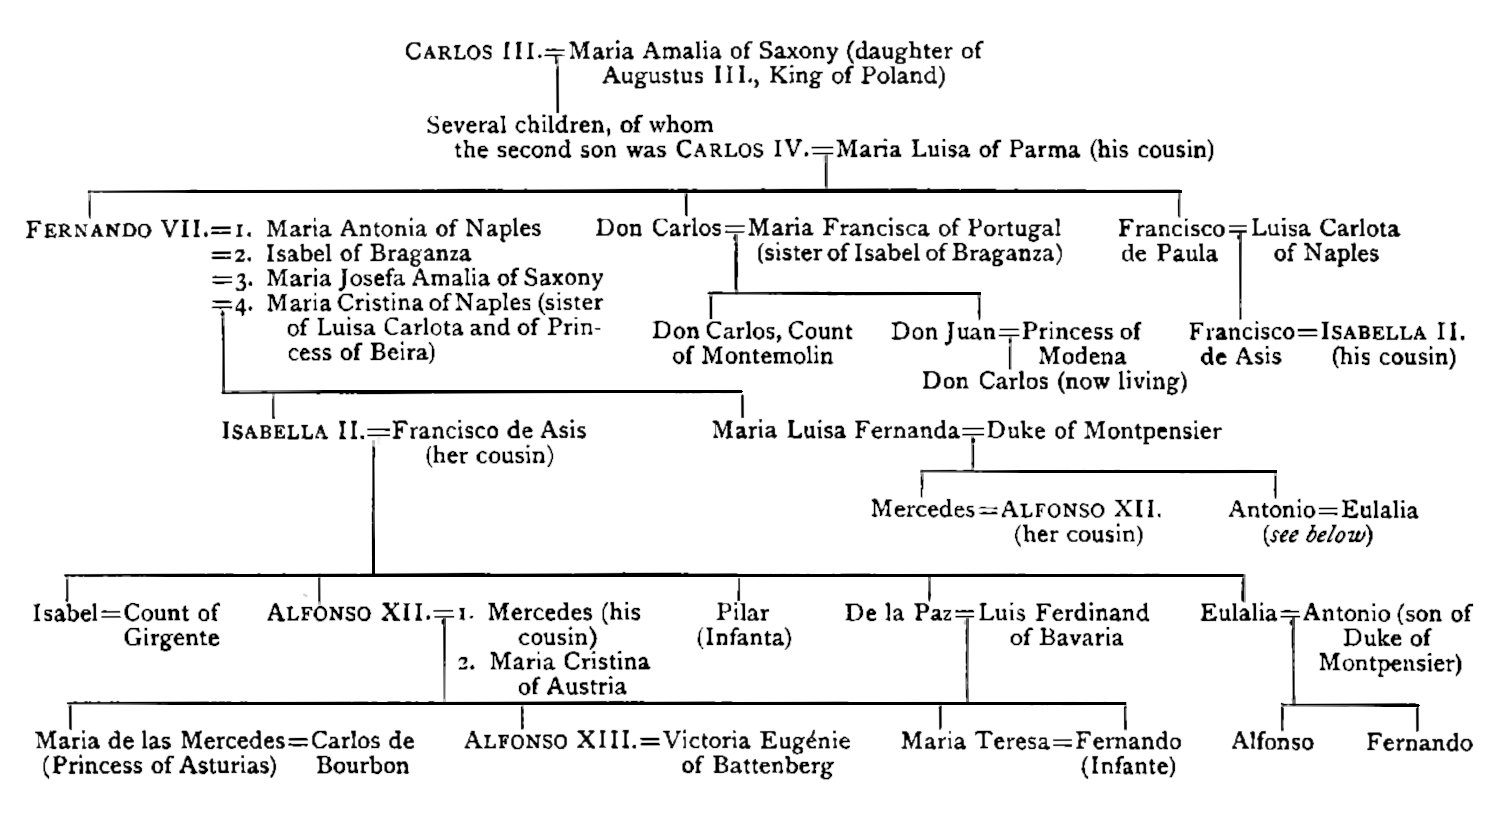 CARLOS III.=Maria Amalia of Saxony (daughter of
Augustus III., King of Poland)
Several children, of whom
the second son was CARLOS IV.=Maria Luisa of Parma (his cousin)
FERNANDO VII.=1. Maria Antonia of Naples
=2. Isabel of Braganza
=3. Maria Josefa Amalia of Saxony
=4. Maria Cristina of Naples (sister
of Luisa Carlota and of Prin-
cess of Beira)
Don Carlos=Maria Francisca of Portugal
(sister of Isabel of Braganza)
Francisco=Luisa Carlota
de Paula of Naples
Don Carlos, Count
of Montemolin
Don Juan=Princess of
Modena
Don Carlos (now living)
Francisco=ISABELLA II.
de Asis (his cousin)
ISABELLA II.=Francisco de Asis
(her cousin)
Maria Luisa Fernanda=Duke of Montpensier
Mercedes=ALFONSO XII.
(her cousin)
Antonio=Eulalia
(see below)
Isabel=Count of
Girgente
ALFONSO XII.=1. Mercedes (his
cousin)
2. Maria Cristina
of Austria
Pilar
(Infanta)
De la Paz=Luis Ferdinand
of Bavaria
Eulalia=Antonio (son of
Duke of
Montpensier)
Maria de las Mercedes=Carlos de
(Princess of Asturias) Bourbon
ALFONSO XIII.=Victoria Eugénie
of Battenberg
Maria Teresa=Fernando
(Infante)
Alfonso
Fernando